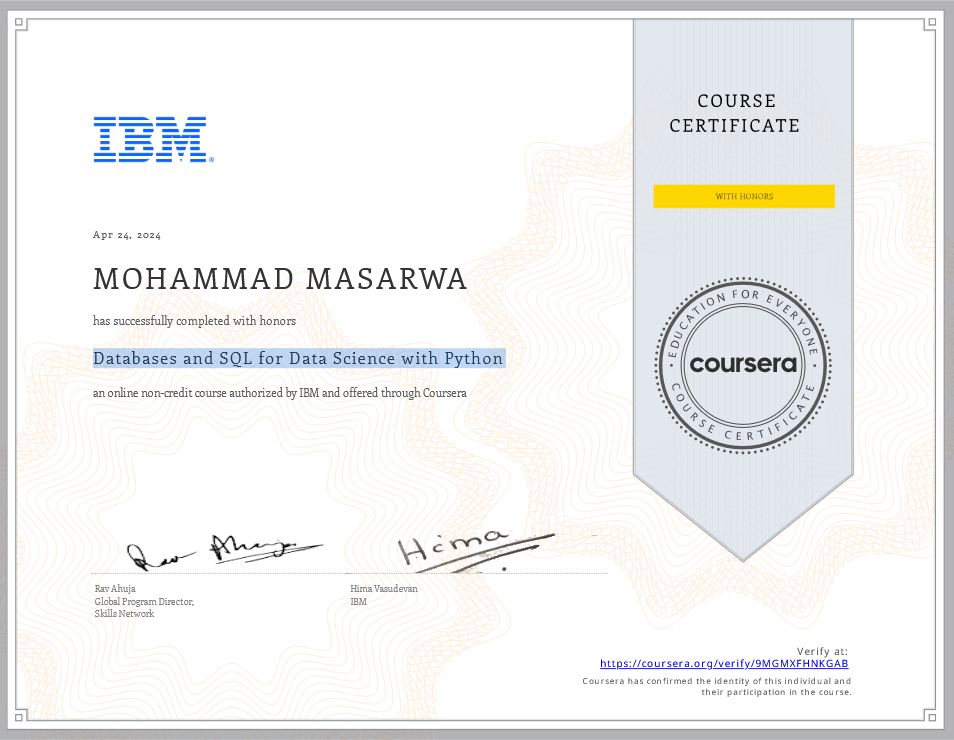 IBM®
Apr 24, 2024
MOHAMMAD MASARWA
has successfully completed with honors
Databases and SQL for Data Science with Python
an online non-credit course authorized by IBM and offered through Coursera
COURSE
CERTIFICATE
WITH HONORS
EDUCATION FOR EVERYONE
coursera
COURSE CERTIFICATE
Rav Ahuja
Hima
Rav Ahuja
Global Program Director,
Skills Network
Hima Vasudevan
IBM
Verify at:
https://coursera.org/verify/9MGMXFHNKGAB
Coursera has confirmed the identity of this individual and
their participation in the course.